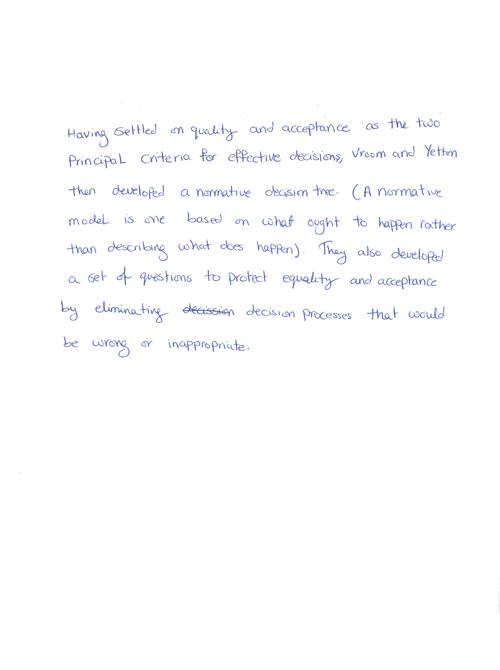 Having Settled on quality and acceptance as the two
Principal Criteria for effective decisions, Vroom and Yetton
then developed a normative decision tree. (A normative
model is one based on what ought to happen rather
than describing what does happen). They also developed
a set of questions to protect equality and acceptance
by eliminating decission decision processes that would
be wrong or inappropriate.